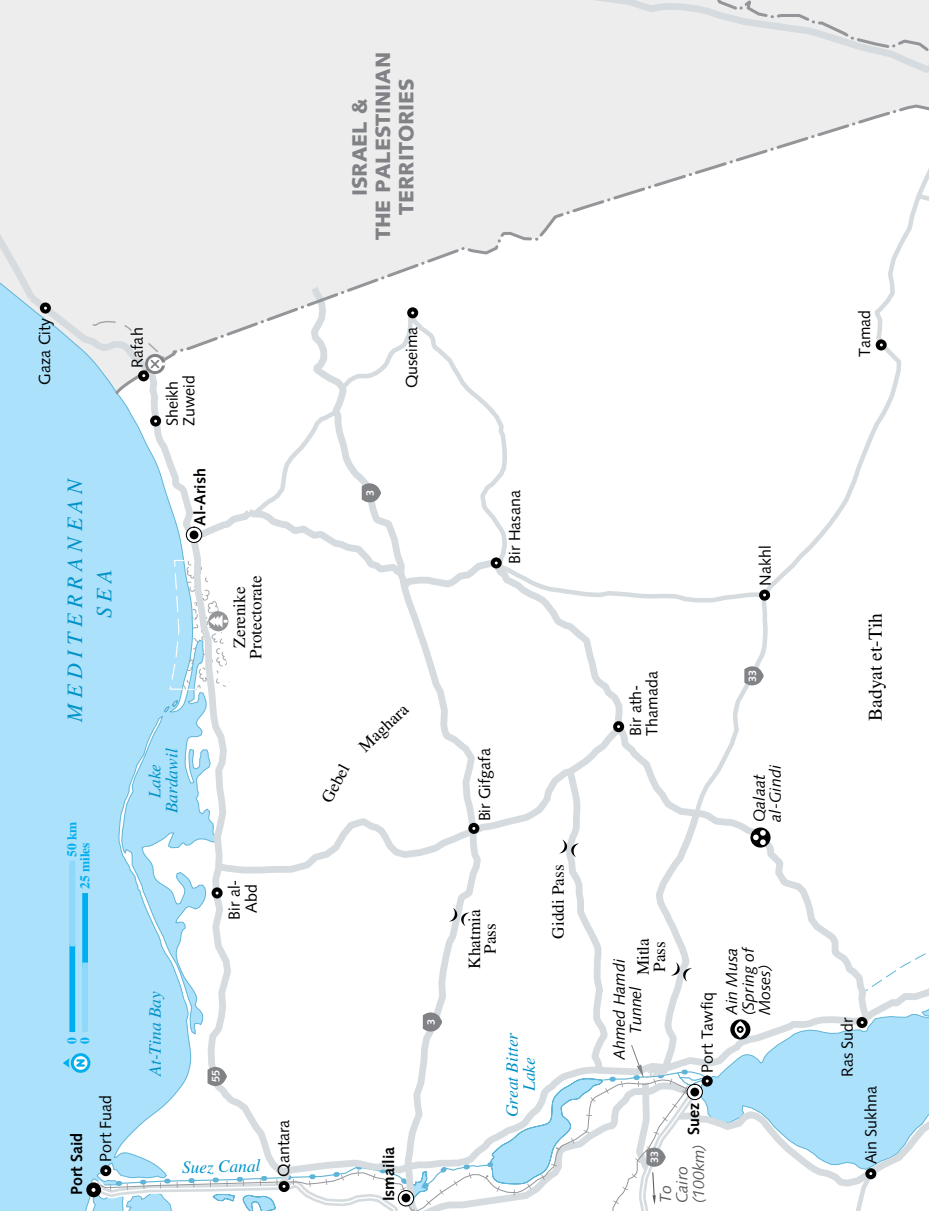 MEDITERRANEAN
SEA
ISRAEL &
THE PALESTINIAN
TERRITORIES
Gaza City
Rafah
Sheikh
Zuweid
Al-Arish
Zerenike
Protectorate
Lake
Bardawil
0
50 km
0
25 miles
N
At-Tina Bay
Port Said
Port Fuad
Suez Canal
Qantara
Ismailia
55
Bir al-
Abd
Gebel
Maghara
3
Quseima
Bir Hasana
Bir Gifgafa
Khatmia
Pass
3
Great Bitter
Lake
Giddi Pass
Bir ath-
Thamada
Mitla
Pass
Ahmed Hamdi
Tunnel
Port Tawfiq
Suez
33
To
Cairo
(100km)
Ain Musa
(Spring of
Moses)
Qalaat
al-Gindi
33
Nakhl
Tamad
Badyat et-Tih
Ras Sudr
Ain Sukhna